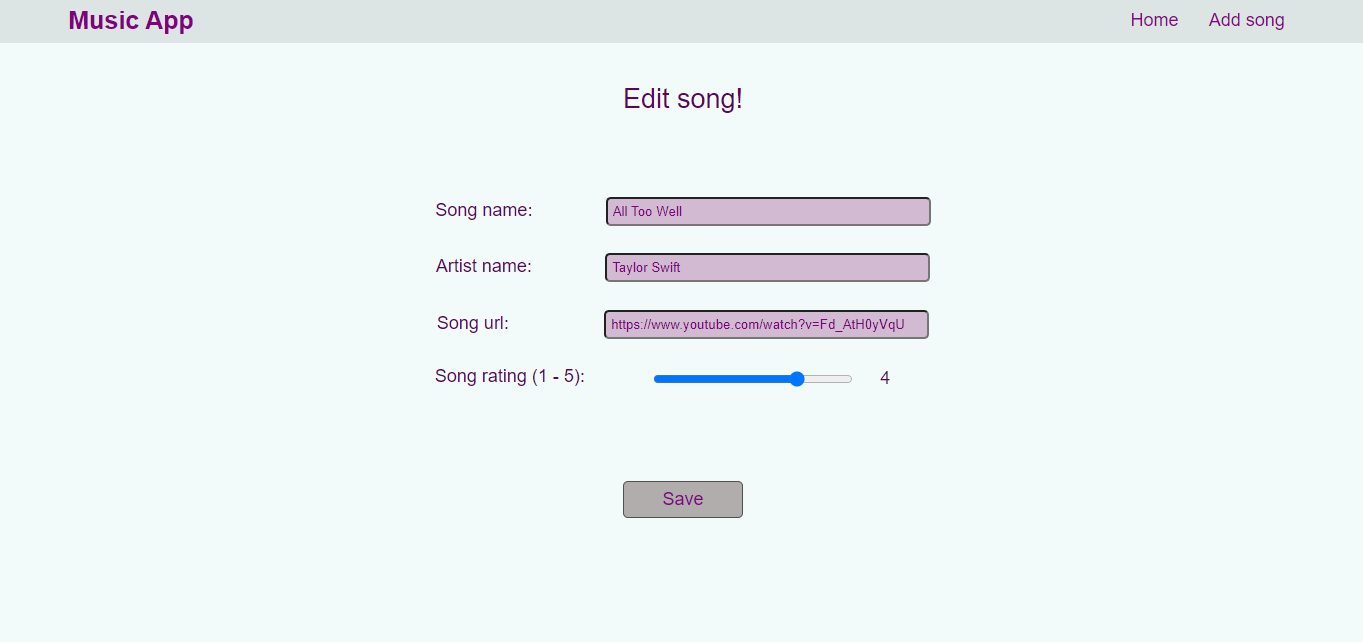 Music App Home Add song
Edit song!
Song name: All Too Well
Artist name: Taylor Swift
Song url: https://www.youtube.com/watch?v=Fd_AtH0yVqU
Song rating (1 - 5): 4
Save